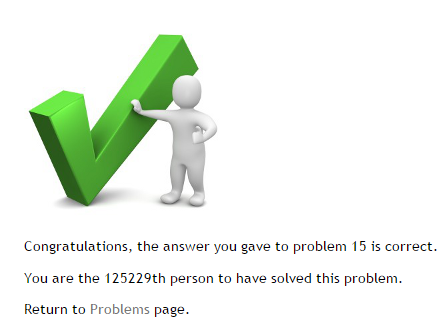 Congratulations, the answer you gave to problem 15 is correct.
You are the 125229th person to have solved this problem.
Return to Problems page.